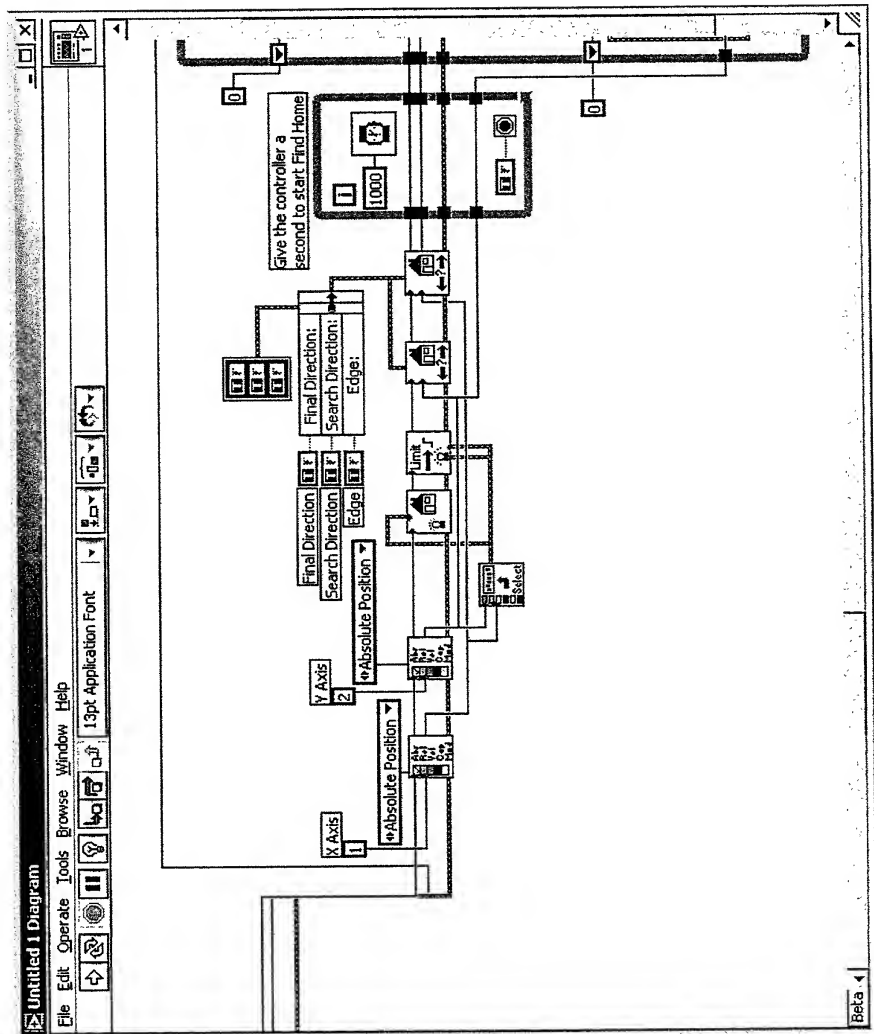 Untitled 1 Diagram
File Edit Operate Tools Browse Window Help
13pt Application Font
1
X Axis
1
Absolute Position
Y Axis
2
Absolute Position
Final Direction
Search Direction
Edge
Final Direction:
Search Direction:
Edge:
Give the controller a
second to start Find Home
i
1000
0
0
Limit
Select
Beta